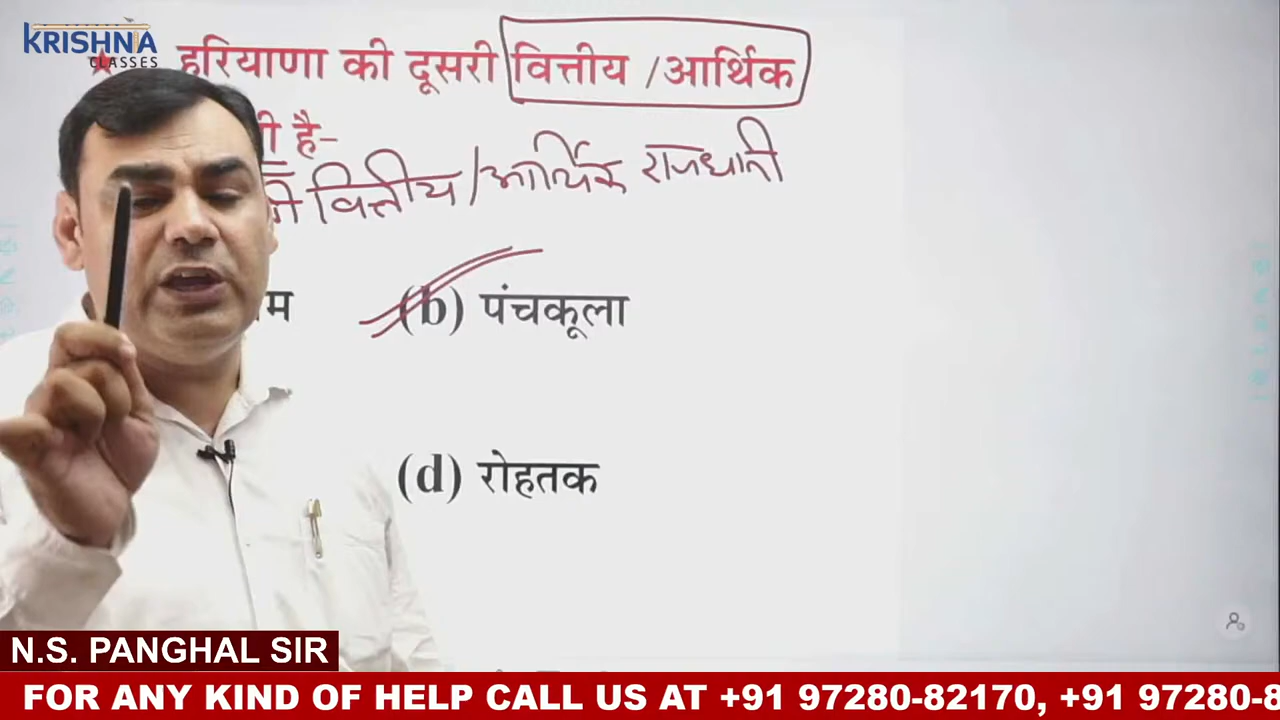 KRISHNA
CLASSES
हरियाणा की दूसरी वित्तीय /आर्थिक
है-
वित्तीय/आर्थिक राजधानी
(b) पंचकूला
(d) रोहतक
N.S. PANGHAL SIR
FOR ANY KIND OF HELP CALL US AT +91 97280-82170, +91 97280-8